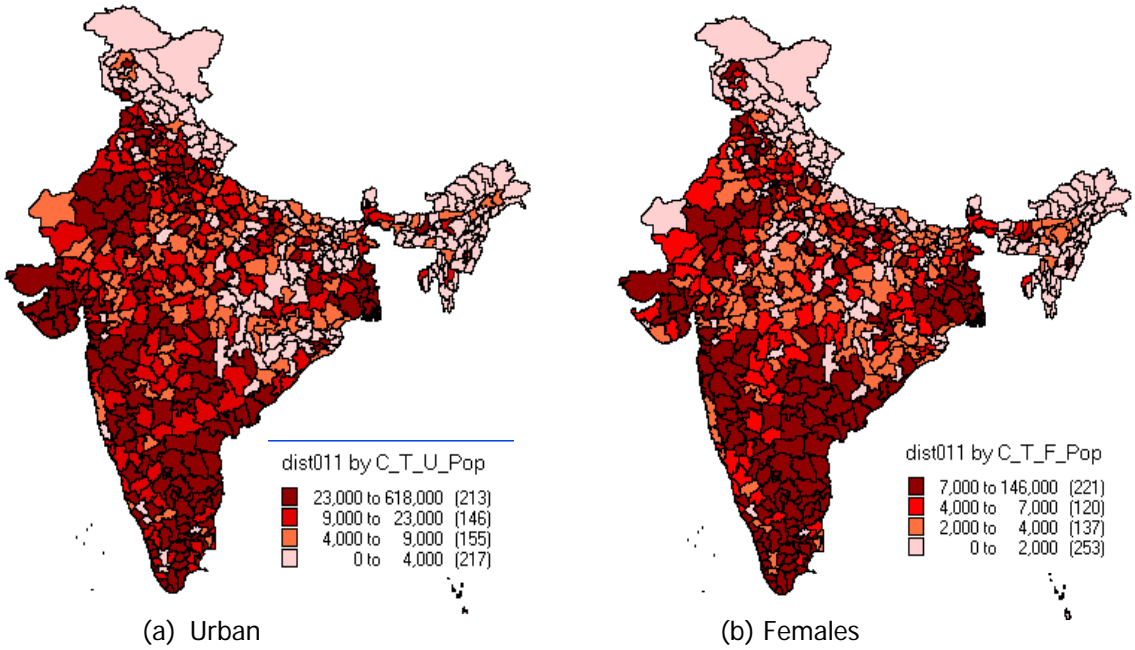 dist011 by C_T_U_Pop
23,000 to 618,000 (213)
9,000 to 23,000 (146)
4,000 to 9,000 (155)
0 to 4,000 (217)
dist011 by C_T_F_Pop
7,000 to 146,000 (221)
4,000 to 7,000 (120)
2,000 to 4,000 (137)
0 to 2,000 (253)
(a) Urban
(b) Females